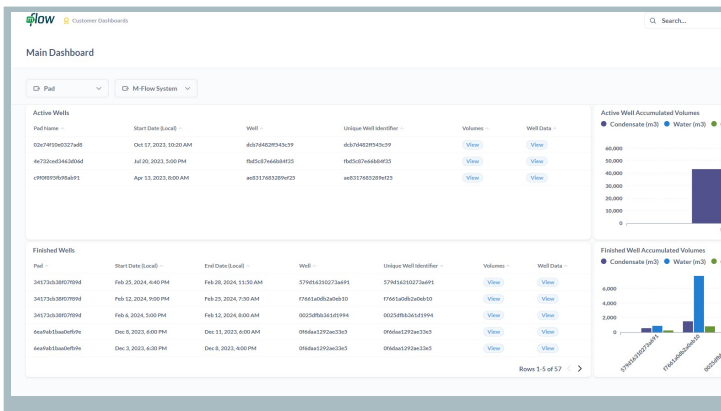 mflow Customer Dashboards Search...
Main Dashboard
Pad M-Flow System
Active Wells
Pad Name Start Date (Local) Well Unique Well Identifier Volumes Well Data
02e74f10e0327ad8 Oct 17, 2023, 10:20 AM dcb7d482ff543c59 dcb7d482ff543c59 View View
4e732ced3463d06d Jul 20, 2023, 5:00 PM fbd5c87e66b84f35 fbd5c87e66b84f35 View View
c9f0f895fb98ab91 Apr 13, 2023, 8:00 AM ae8317685289ef25 ae8317685289ef25 View View
Active Well Accumulated Volumes
Condensate (m3) Water (m3)
60,000
50,000
40,000
30,000
20,000
10,000
0
Finished Wells
Pad Start Date (Local) End Date (Local) Well Unique Well Identifier Volumes Well Data
34173cb38f07f89d Feb 25, 2024, 4:40 PM Feb 28, 2024, 11:50 AM 579d16310273a691 579d16310273a691 View View
34173cb38f07f89d Feb 12, 2024, 9:00 PM Feb 25, 2024, 7:50 AM f7661a0db2a0eb10 f7661a0db2a0eb10 View View
34173cb38f07f89d Feb 6, 2024, 5:00 PM Feb 12, 2024, 8:00 AM 0025dfbb361d1994 0025dfbb361d1994 View View
6ea9ab1baa0efb9e Dec 8, 2023, 6:00 PM Dec 11, 2023, 6:00 AM 0f6daa1292ae33e5 0f6daa1292ae33e5 View View
6ea9ab1baa0efb9e Dec 3, 2023, 6:30 PM Dec 8, 2023, 4:00 PM 0f6daa1292ae33e5 0f6daa1292ae33e5 View View
Rows 1-5 of 57
Finished Well Accumulated Volumes
Condensate (m3) Water (m3)
6,000
4,000
2,000
0
579d16310273a691
f7661a0db2a0eb10
0025dfb